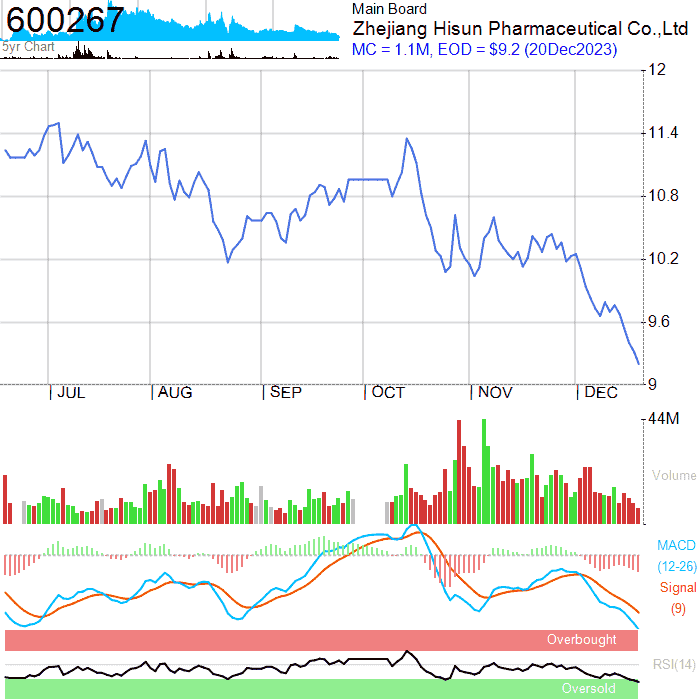 600267
5yr Chart
Main Board
Zhejiang Hisun Pharmaceutical Co.,Ltd
MC = 1.1M, EOD = $9.2 (20Dec2023)
12
11.4
10.8
10.2
9.6
9
JUL AUG SEP OCT NOV DEC
44M
Volume
MACD
(12-26)
Signal
(9)
Overbought
RSI(14)
Oversold